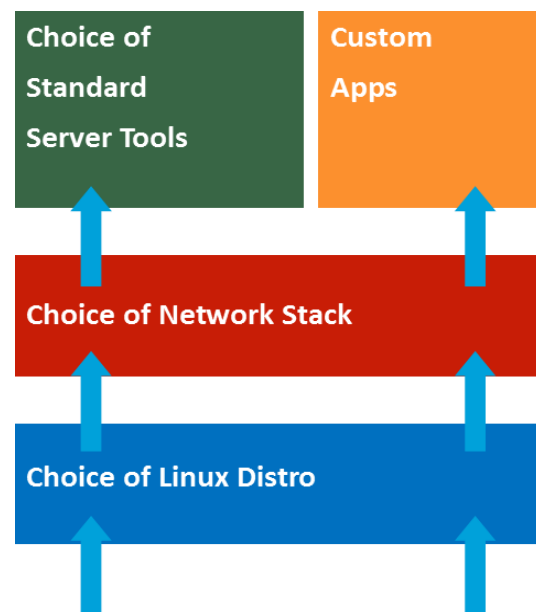 Choice of
Standard
Server Tools
Custom
Apps
Choice of Network Stack
Choice of Linux Distro